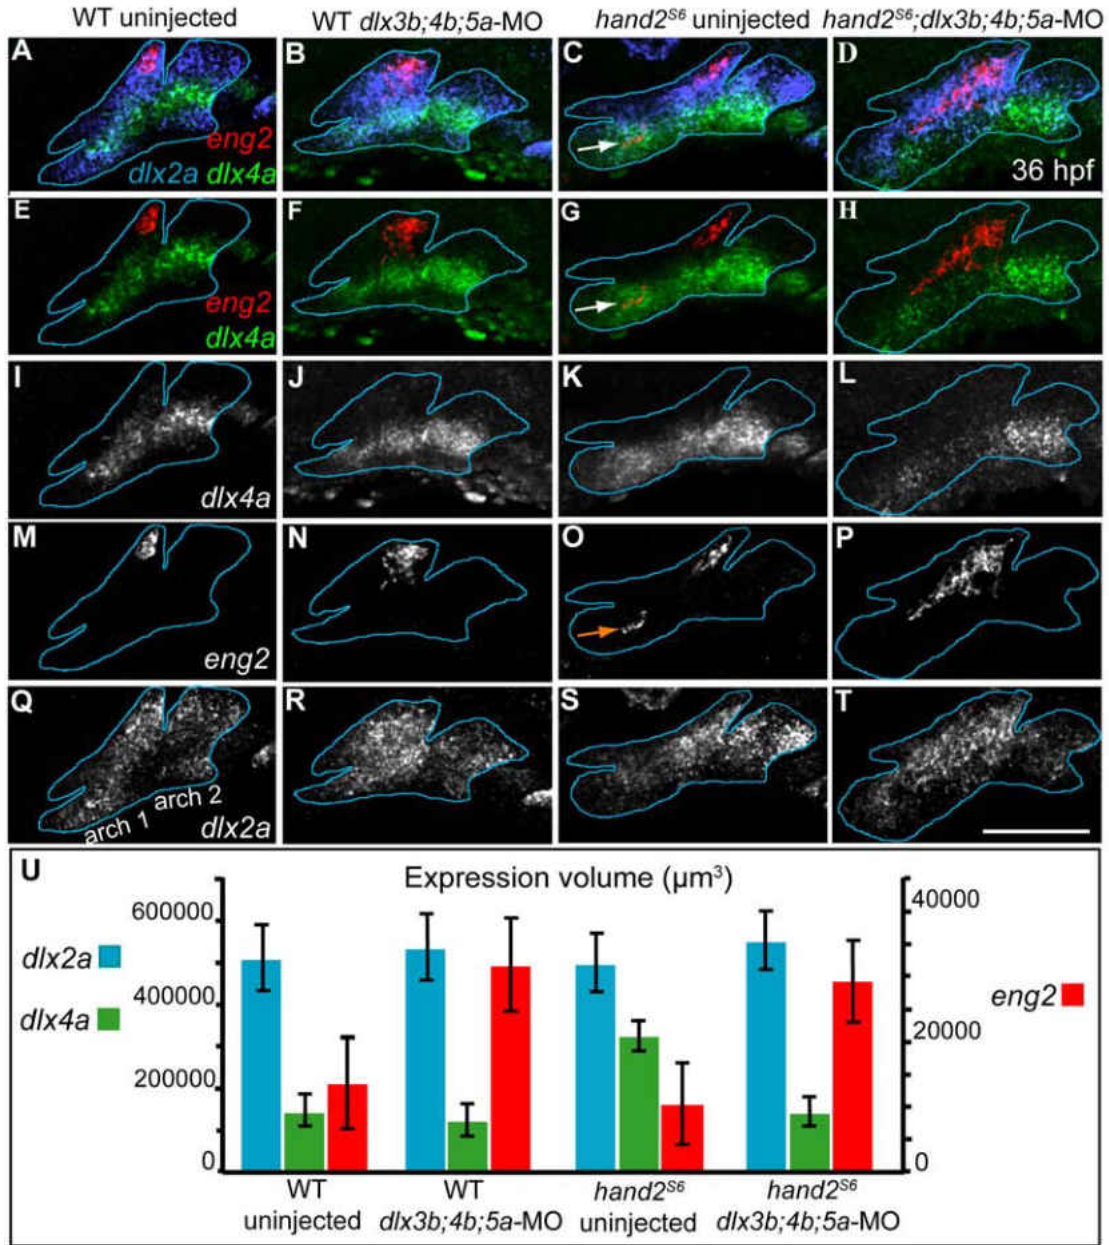 WT uninjected
WT dlx3b;4b;5a-MO
hand2S6 uninjected
hand2S6;dlx3b;4b;5a-MO
A
eng2
dlx2a dlx4a
B
C
D
36 hpf
E
eng2
dlx4a
F
G
H
I
dlx4a
J
K
L
M
eng2
N
O
P
Q
arch 1
arch 2
dlx2a
R
S
T
U
Expression volume (μm³)
600000
400000
200000
0
dlx2a
dlx4a
40000
20000
0
eng2
WT
uninjected
WT
dlx3b;4b;5a-MO
hand2S6
uninjected
hand2S6
dlx3b;4b;5a-MO